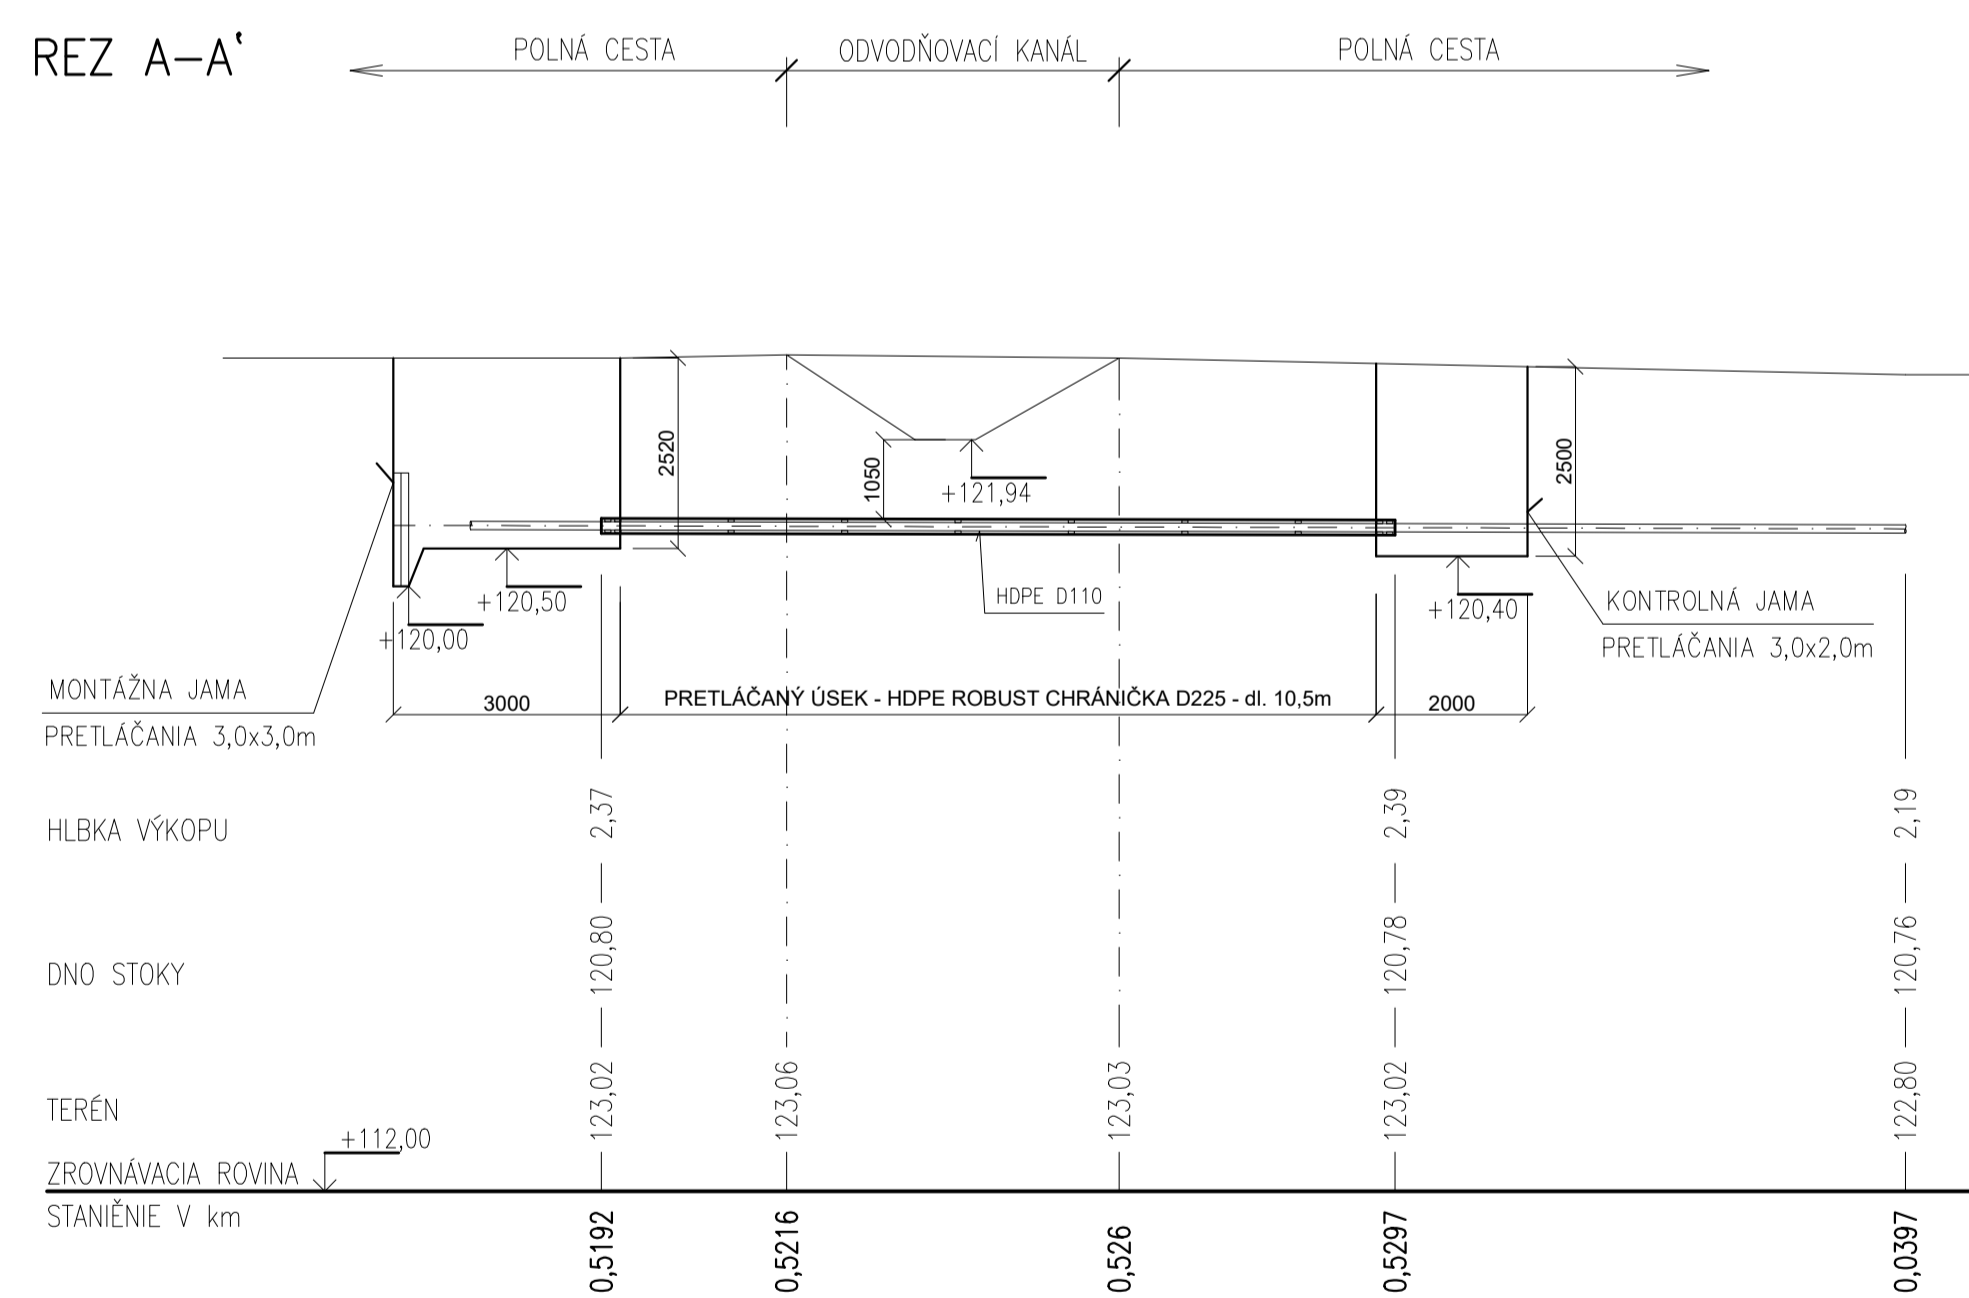 REZ A–A'
POLNÁ CESTA
ODVODŇOVACÍ KANÁL
POLNÁ CESTA
2520
1050
+121,94
2500
HDPE D110
+120,50
+120,00
+120,40
KONTROLNÁ JAMA
PRETLÁČANIA 3,0x2,0m
MONTÁŽNA JAMA
PRETLÁČANIA 3,0x3,0m
3000
PRETLÁČANÝ ÚSEK - HDPE ROBUST CHRÁNIČKA D225 - dl. 10,5m
2000
HLBKA VÝKOPU
2,37
2,39
2,19
DNO STOKY
120,80
120,78
120,76
TERÉN
123,02
123,06
123,03
123,02
122,80
+112,00
ZROVNÁVACIA ROVINA
STANIĚNIE V km
0,5192
0,5216
0,526
0,5297
0,0397